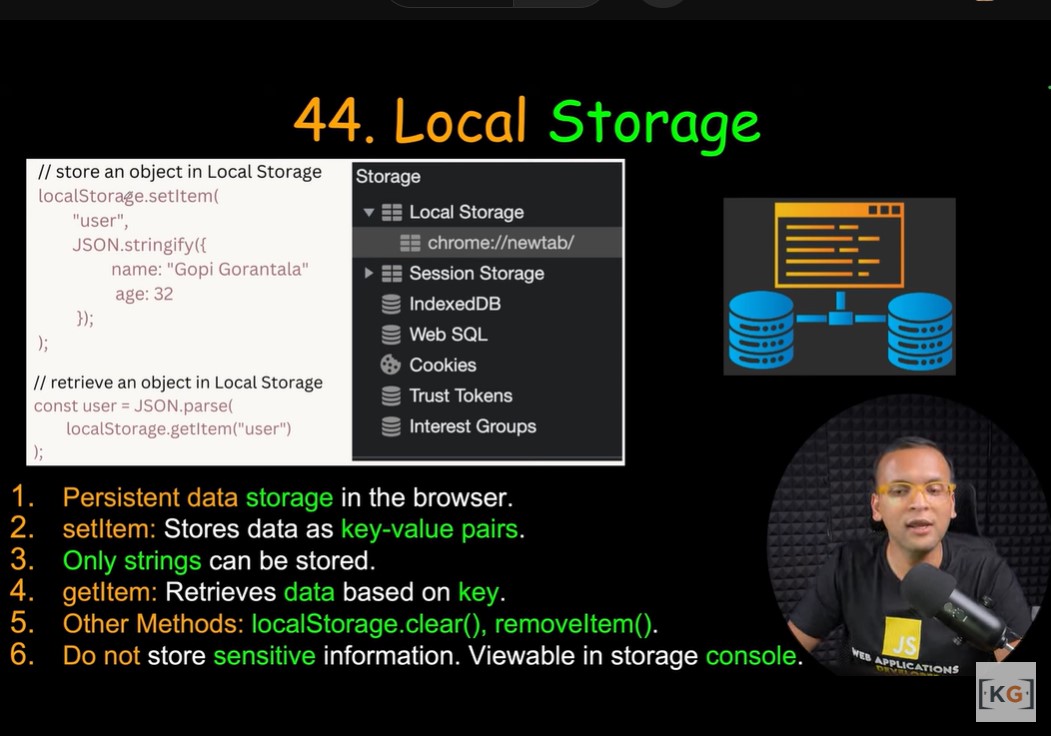 44. Local Storage
// store an object in Local Storage
localStorage.setItem(
"user",
JSON.stringify({
name: "Gopi Gorantala"
age: 32
});
);
// retrieve an object in Local Storage
const user = JSON.parse(
localStorage.getItem("user")
);
Storage
Local Storage
chrome://newtab/
Session Storage
IndexedDB
Web SQL
Cookies
Trust Tokens
Interest Groups
1. Persistent data storage in the browser.
2. setItem: Stores data as key-value pairs.
3. Only strings can be stored.
4. getItem: Retrieves data based on key.
5. Other Methods: localStorage.clear(), removeItem().
6. Do not store sensitive information. Viewable in storage console.
JS
WEB APPLICATIONS
DEVELOPER
[KG]